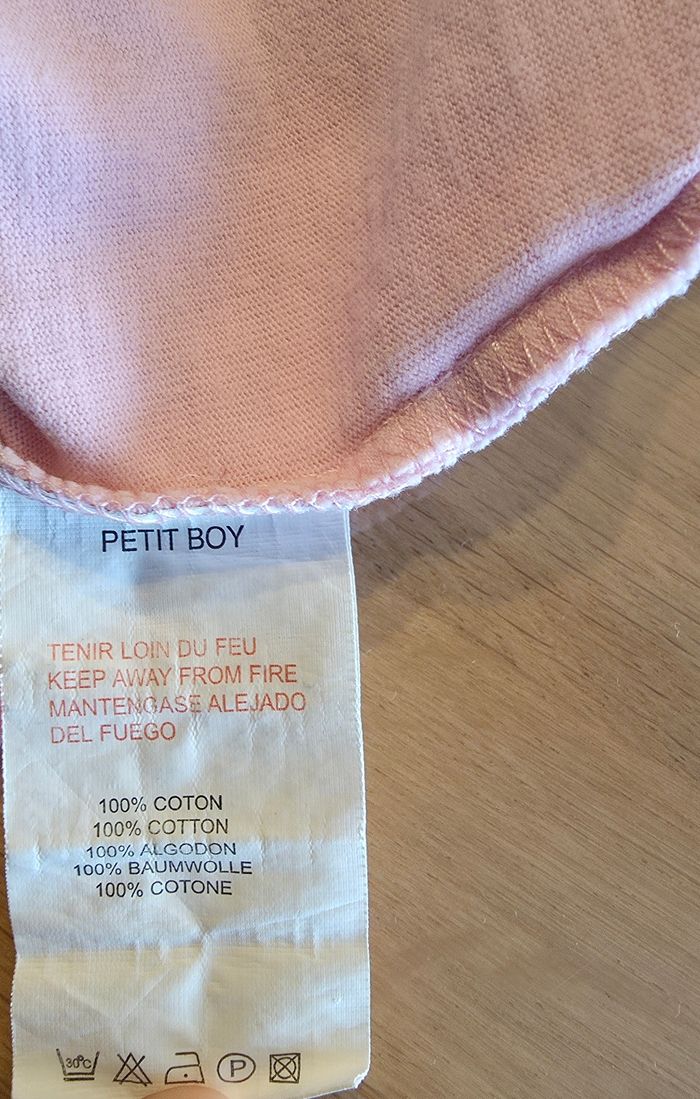 PETIT BOY
TENIR LOIN DU FEU
KEEP AWAY FROM FIRE
MANTENGASE ALEJADO
DEL FUEGO
100% COTON
100% COTTON
100% ALGODON
100% BAUMWOLLE
100% COTONE
30°C
P